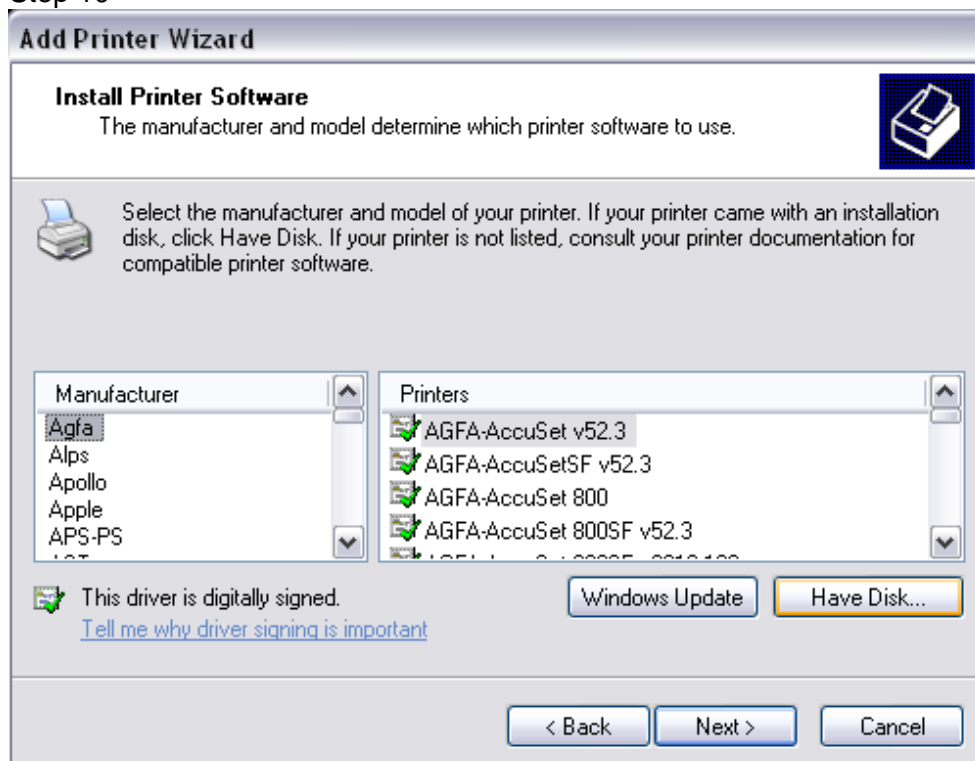 Step 10
Add Printer Wizard
Install Printer Software
The manufacturer and model determine which printer software to use.
Select the manufacturer and model of your printer. If your printer came with an installation
disk, click Have Disk. If your printer is not listed, consult your printer documentation for
compatible printer software.
Manufacturer
Printers
Agfa
Alps
Apollo
Apple
APS-PS
AGFA-AccuSet v52.3
AGFA-AccuSetSF v52.3
AGFA-AccuSet 800
AGFA-AccuSet 800SF v52.3
This driver is digitally signed.
Tell me why driver signing is important
Windows Update
Have Disk...
< Back
Next >
Cancel